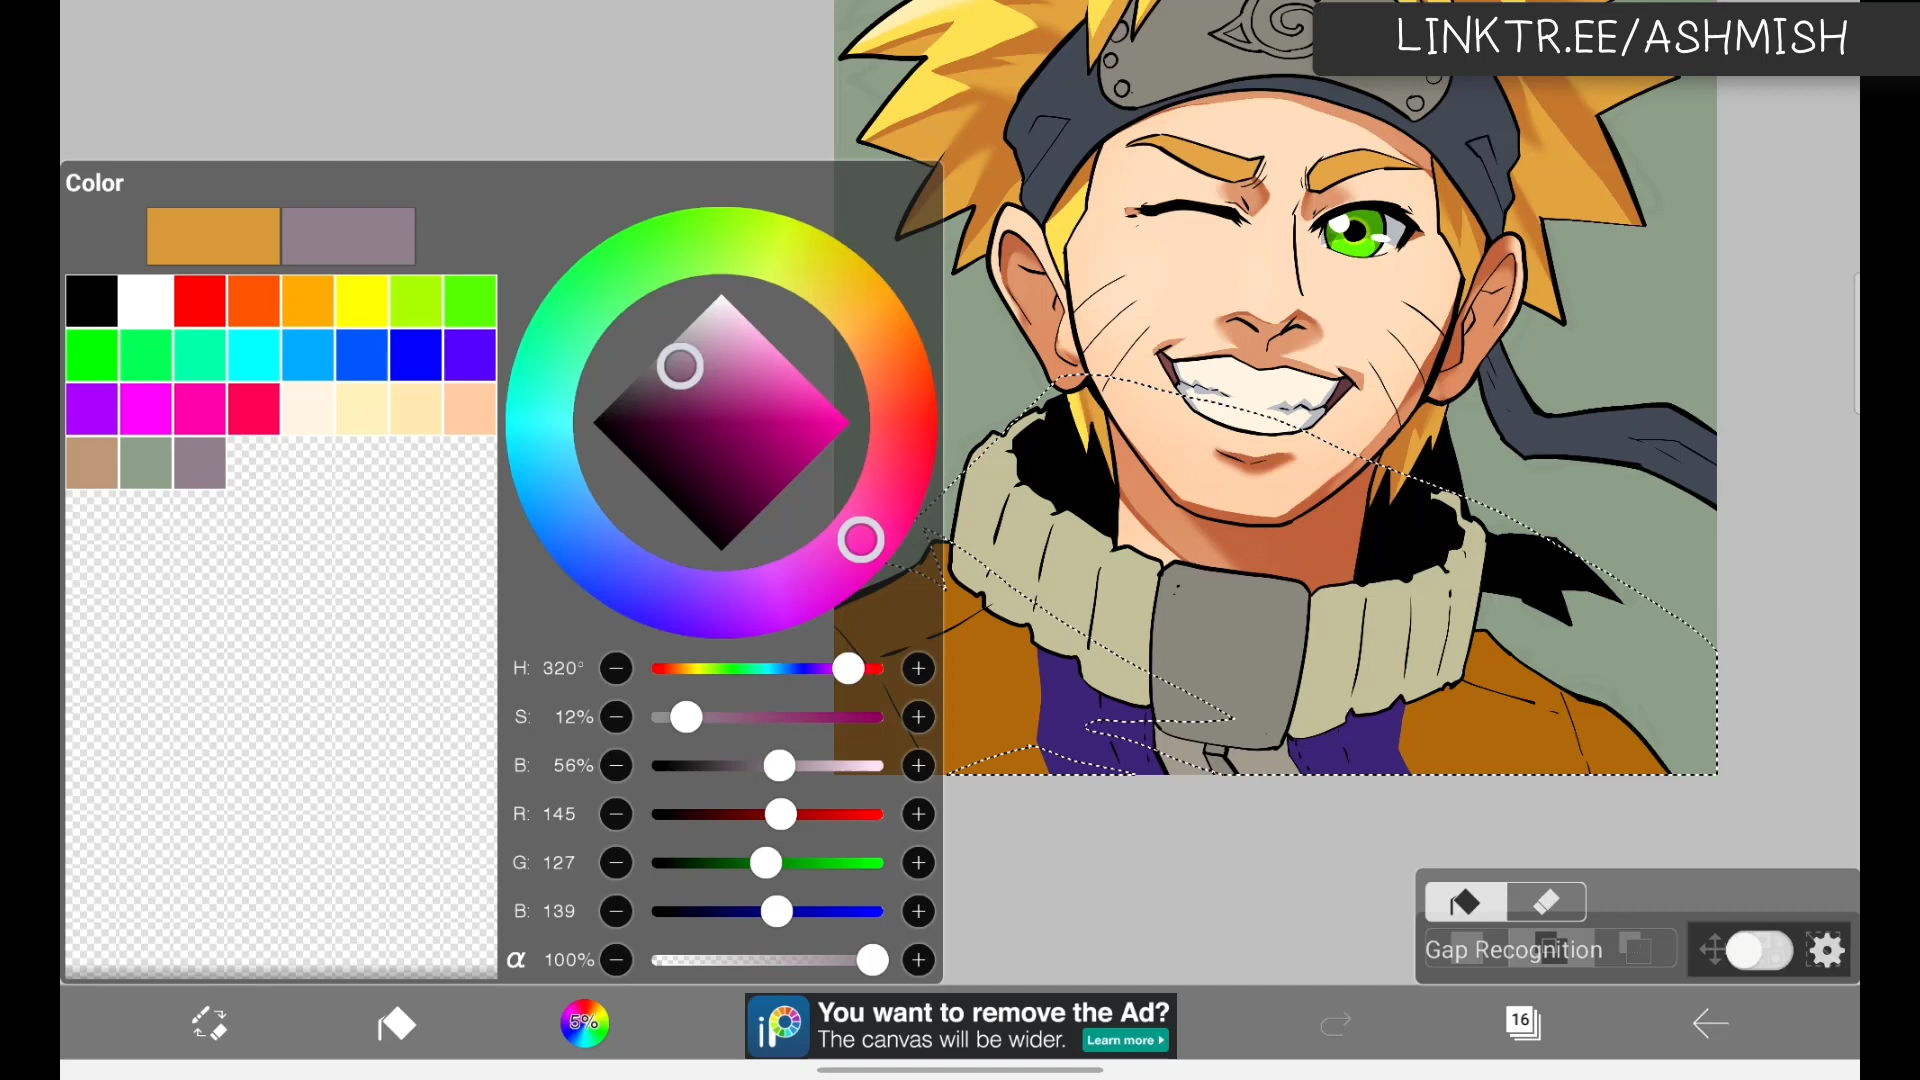 LINKTR.EE/ASHMISH
Color
H: 320°
S: 12%
B: 56%
R: 145
G: 127
B: 139
α 100%
Gap Recognition
5%
iP
You want to remove the Ad?
The canvas will be wider.
Learn more
16